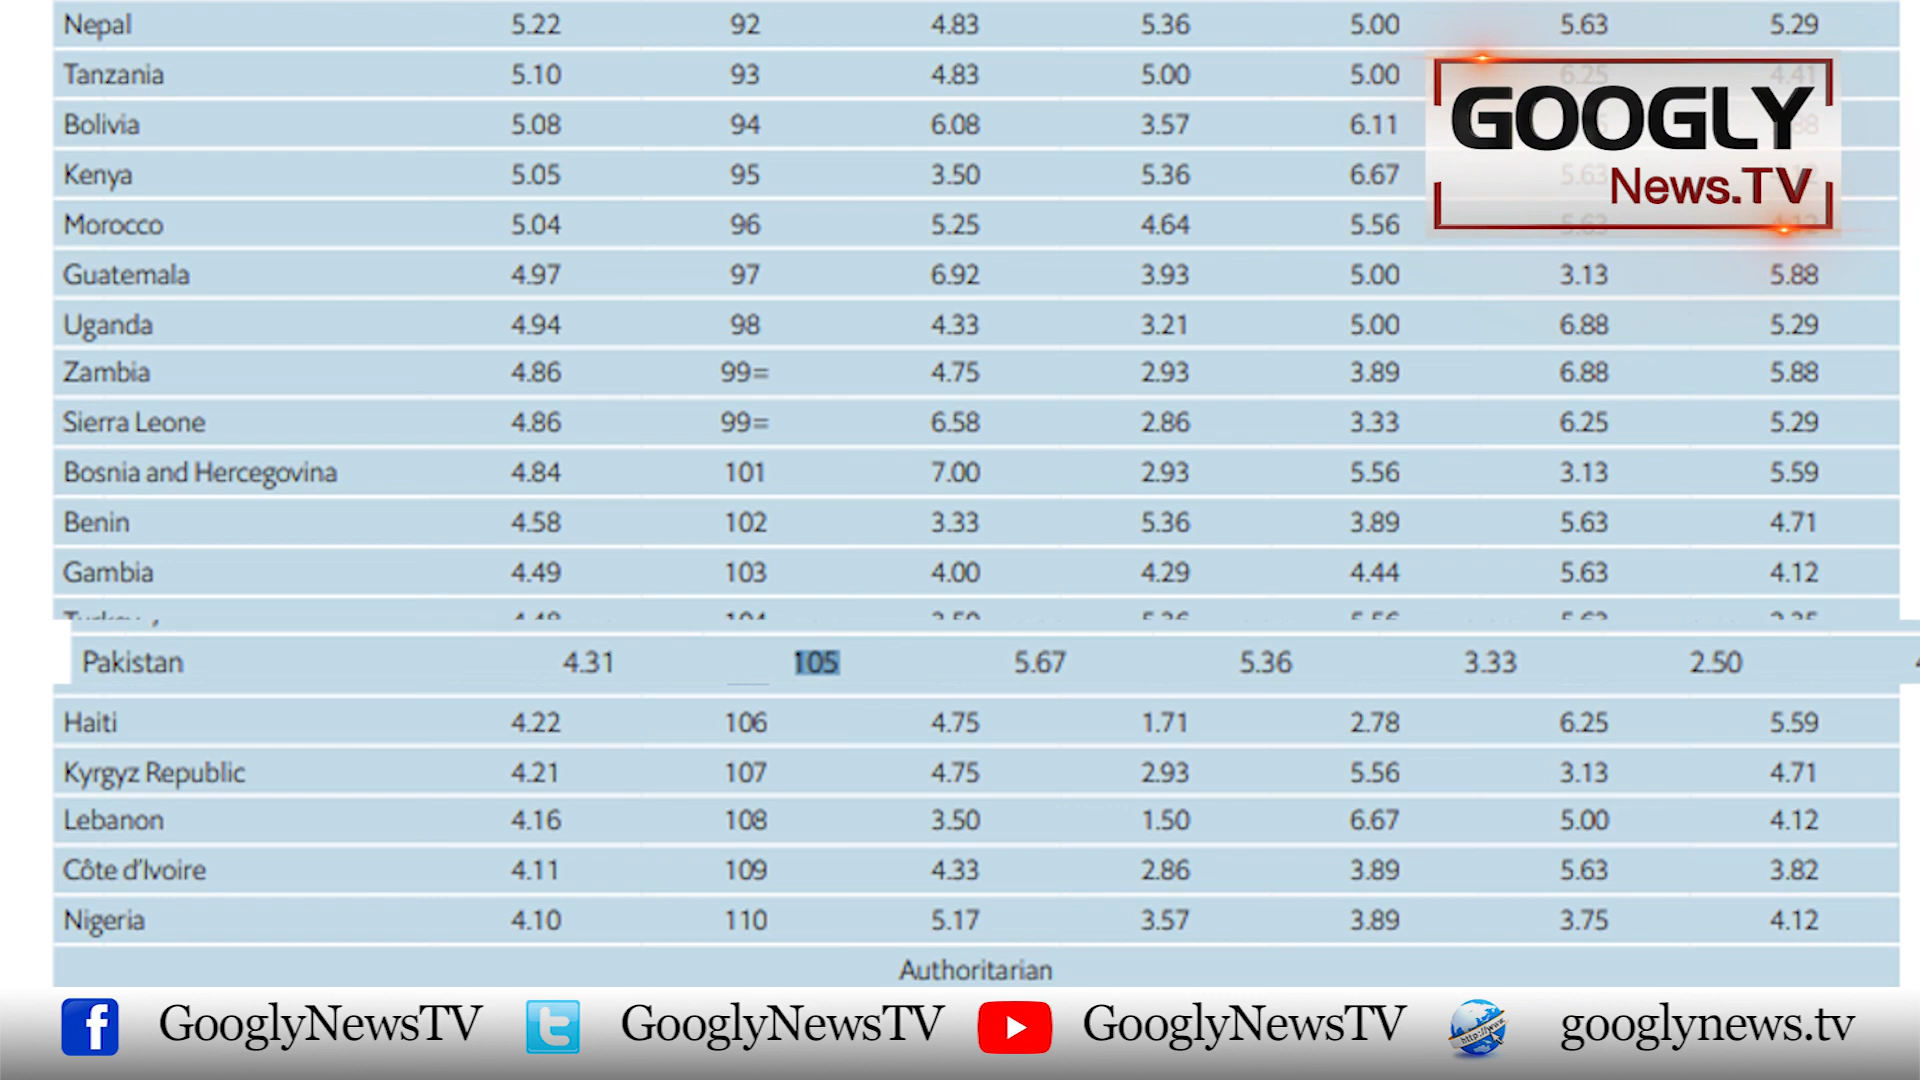 Nepal 5.22 92 4.83 5.36 5.00 5.63 5.29
Tanzania 5.10 93 4.83 5.00 5.00 6.25 4.41
Bolivia 5.08 94 6.08 3.57 6.11
Kenya 5.05 95 3.50 5.36 6.67 5.63
Morocco 5.04 96 5.25 4.64 5.56 5.63 4.12
GOOGLY
News.TV
Guatemala 4.97 97 6.92 3.93 5.00 3.13 5.88
Uganda 4.94 98 4.33 3.21 5.00 6.88 5.29
Zambia 4.86 99= 4.75 2.93 3.89 6.88 5.88
Sierra Leone 4.86 99= 6.58 2.86 3.33 6.25 5.29
Bosnia and Hercegovina 4.84 101 7.00 2.93 5.56 3.13 5.59
Benin 4.58 102 3.33 5.36 3.89 5.63 4.71
Gambia 4.49 103 4.00 4.29 4.44 5.63 4.12
Pakistan 4.31 105 5.67 5.36 3.33 2.50
Haiti 4.22 106 4.75 1.71 2.78 6.25 5.59
Kyrgyz Republic 4.21 107 4.75 2.93 5.56 3.13 4.71
Lebanon 4.16 108 3.50 1.50 6.67 5.00 4.12
Côte d'Ivoire 4.11 109 4.33 2.86 3.89 5.63 3.82
Nigeria 4.10 110 5.17 3.57 3.89 3.75 4.12
Authoritarian
GooglyNewsTV GooglyNewsTV GooglyNewsTV googlynews.tv